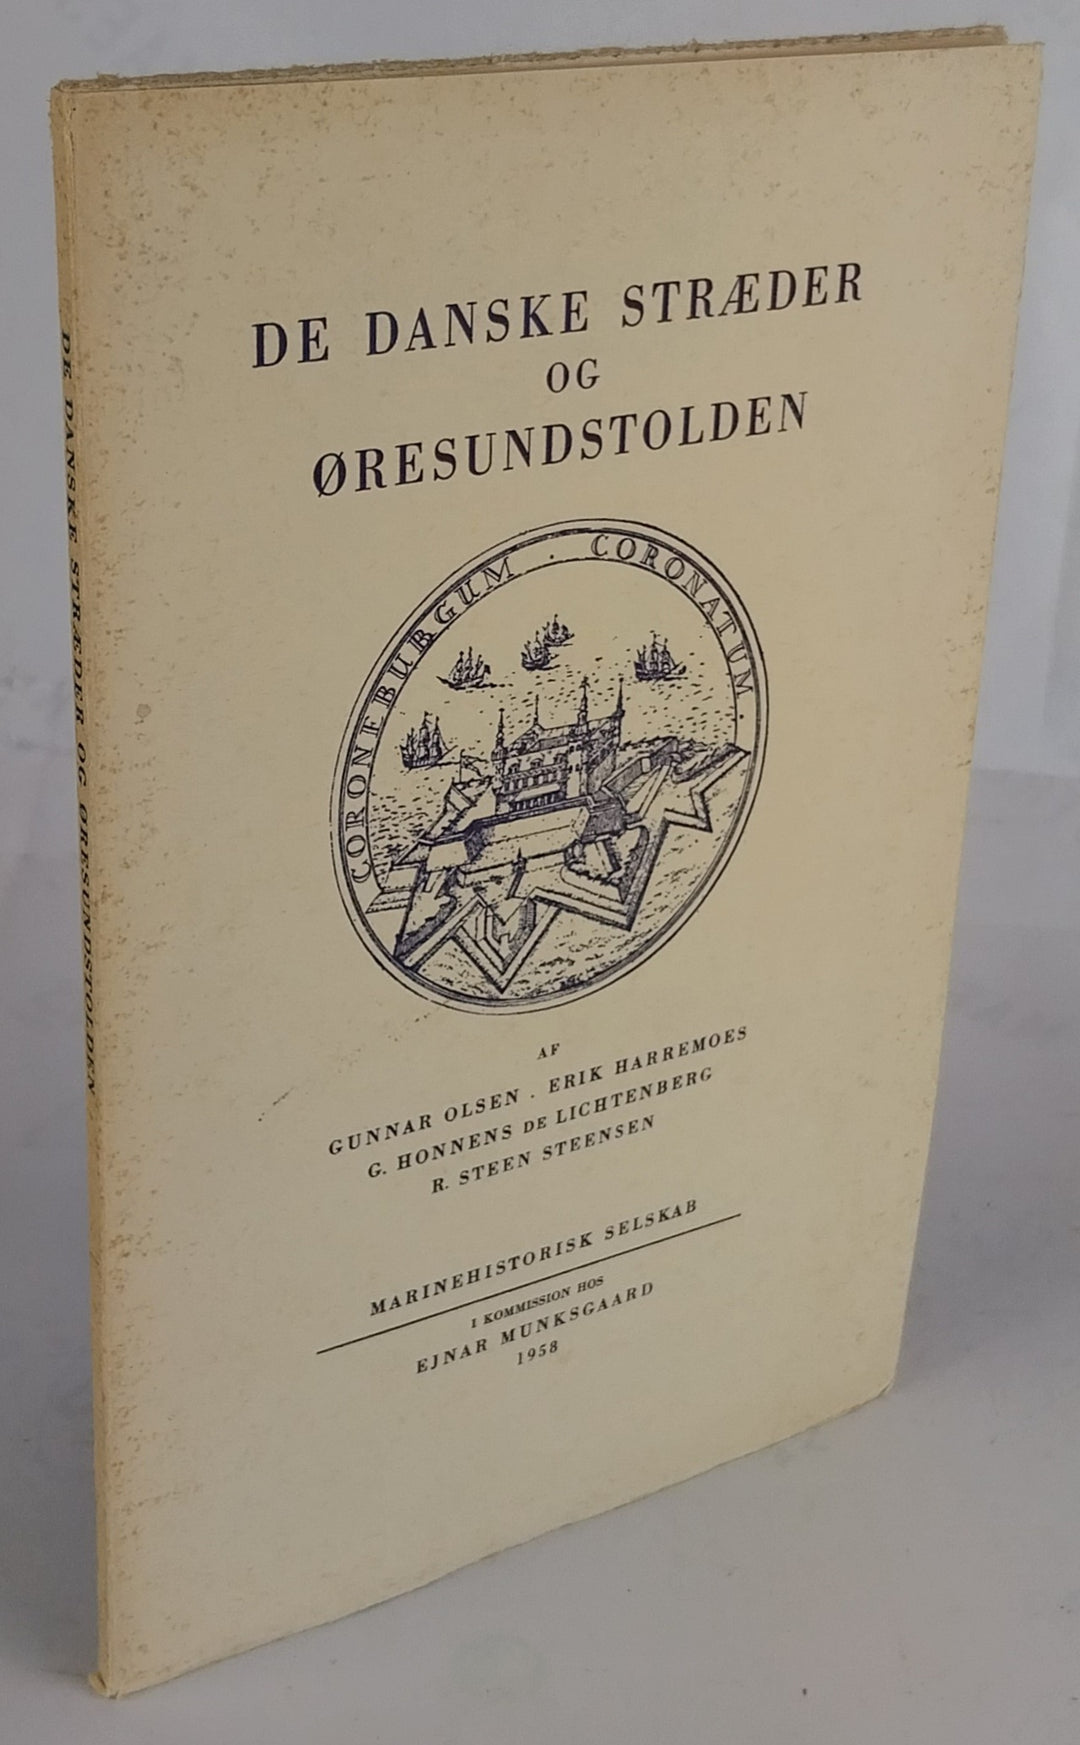 DE DANSKE STRÆDER
OG
ØRESUNDSTOLDEN
CORONEBURGUM . CORONATUM .
AF
GUNNAR OLSEN . ERIK HARREMOES
G. HONNENS DE LICHTENBERG
R. STEEN STEENSEN
MARINEHISTORISK SELSKAB
I KOMMISSION HOS
EJNAR MUNKSGAARD
1958
DE DANSKE STRÆDER OG ØRESUNDSTOLDEN